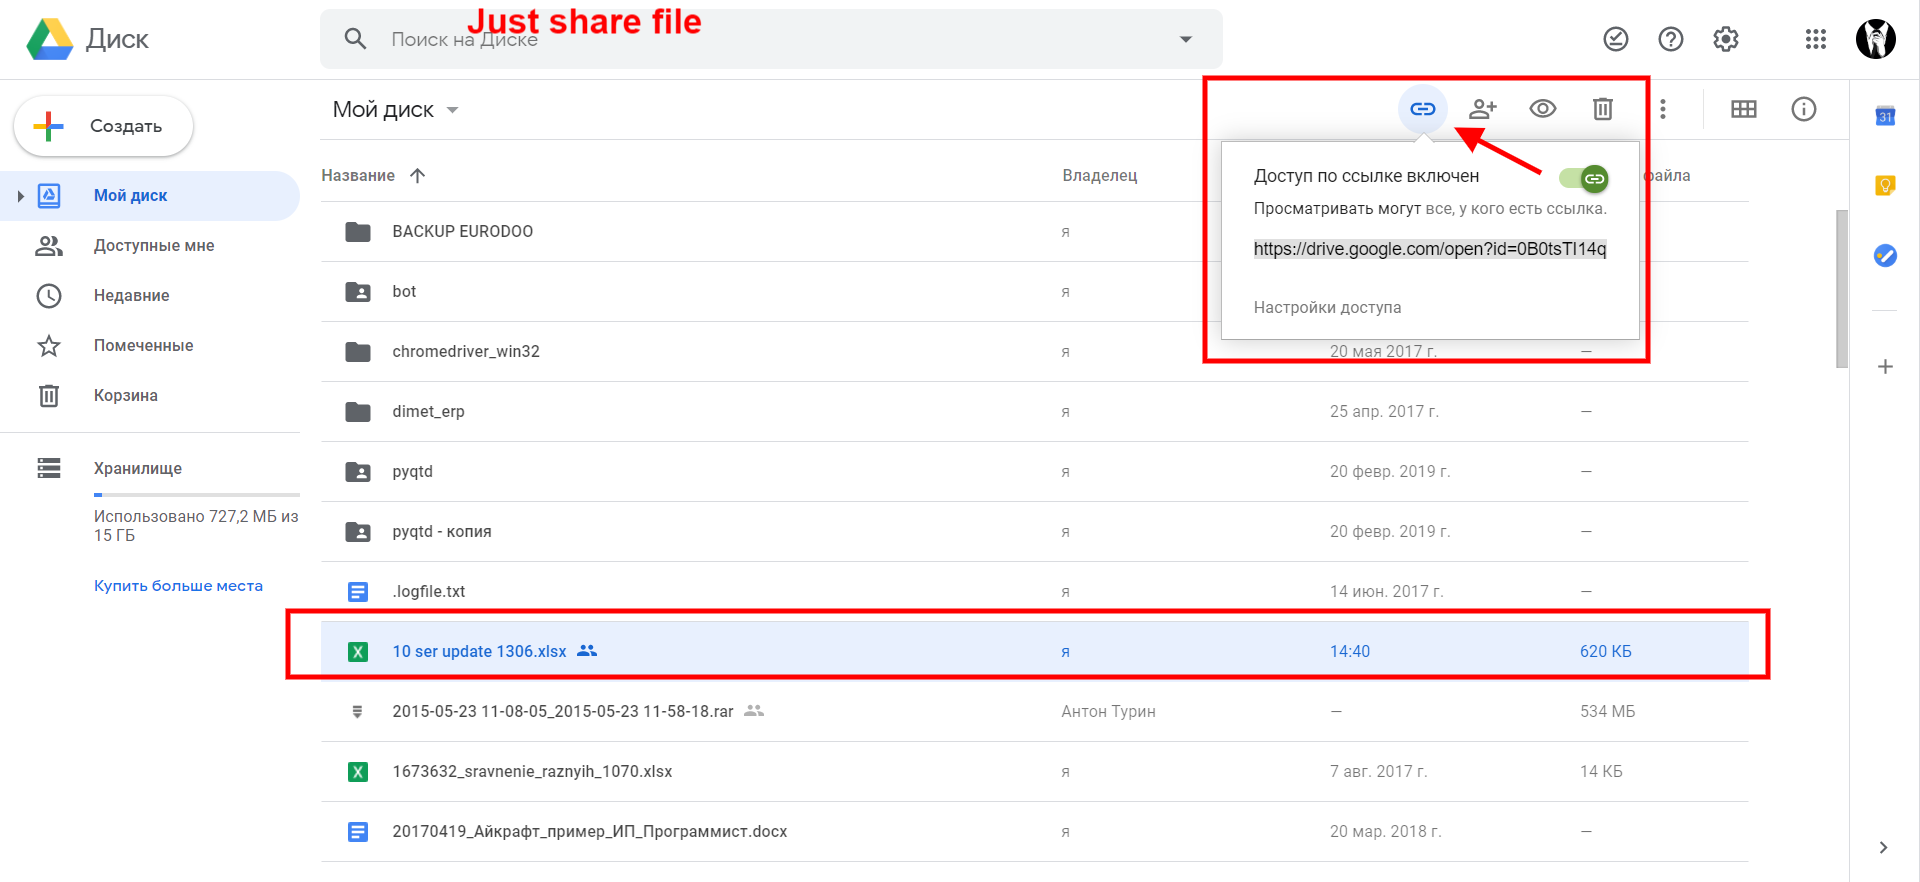 Just share file
Диск
Поиск на Диске
Создать
Мой диск
Доступные мне
Недавние
Помеченные
Корзина
Хранилище
Использовано 727,2 МБ из
15 ГБ
Купить больше места
Мой диск
Название
Владелец
файла
Доступ по ссылке включен
Просматривать могут все, у кого есть ссылка.
https://drive.google.com/open?id=0B0tsTI14q
Настройки доступа
BACKUP EURODOO я
bot я
chromedriver_win32 я 20 мая 2017 г. —
dimet_erp я 25 апр. 2017 г. —
pyqtd я 20 февр. 2019 г. —
pyqtd - копия я 20 февр. 2019 г. —
.logfile.txt я 14 июн. 2017 г. —
X 10 ser update 1306.xlsx я 14:40 620 КБ
2015-05-23 11-08-05_2015-05-23 11-58-18.rar Антон Турин — 534 МБ
X 1673632_sravnenie_raznyih_1070.xlsx я 7 авг. 2017 г. 14 КБ
20170419_Айкрафт_пример_ИП_Программист.docx я 20 мар. 2018 г. —
31